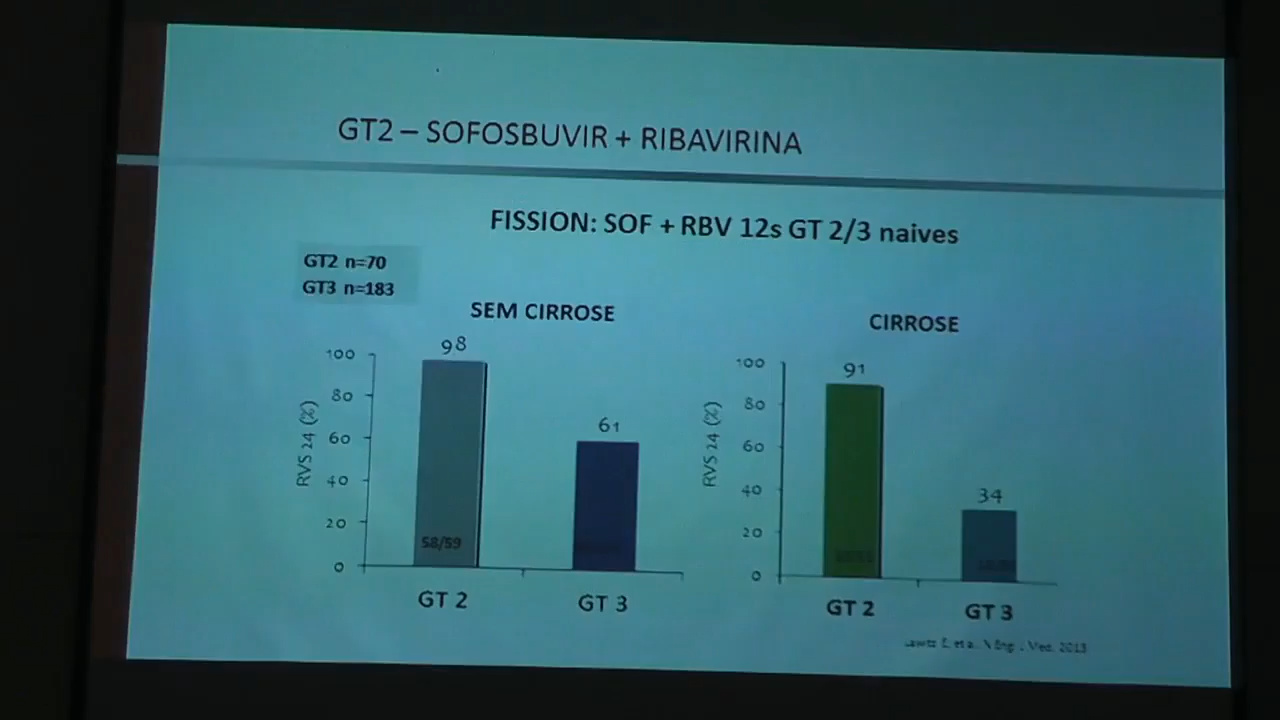 GT2 – SOFOSBUVIR + RIBAVIRINA
FISSION: SOF + RBV 12s GT 2/3 naives
GT2 n=70
GT3 n=183
SEM CIRROSE
RVS 24 (%)
100
80
60
40
20
0
98
58/59
61
GT 2
GT 3
CIRROSE
RVS 24 (%)
100
80
60
40
20
0
91
34
GT 2
GT 3
2013